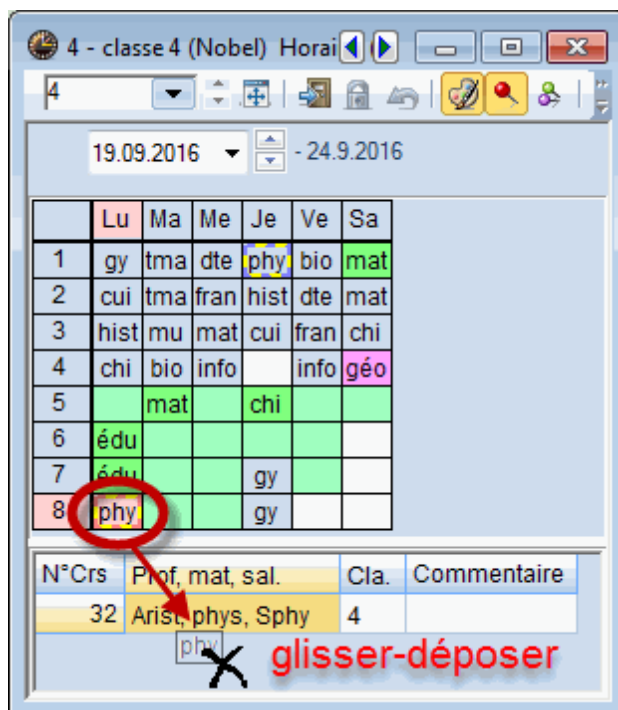 4 - classe 4 (Nobel) Horai
4
19.09.2016 - 24.9.2016
Lu Ma Me Je Ve Sa
1 gy tma dte phy bio mat
2 cui tma fran hist dte mat
3 hist mu mat cui fran chi
4 chi bio info info géo
5 mat chi
6 édu
7 édu gy
8 phy gy
N°Crs Prof, mat, sal. Cla. Commentaire
32 Arist, phys, Sphy 4
phy
glisser-déposer